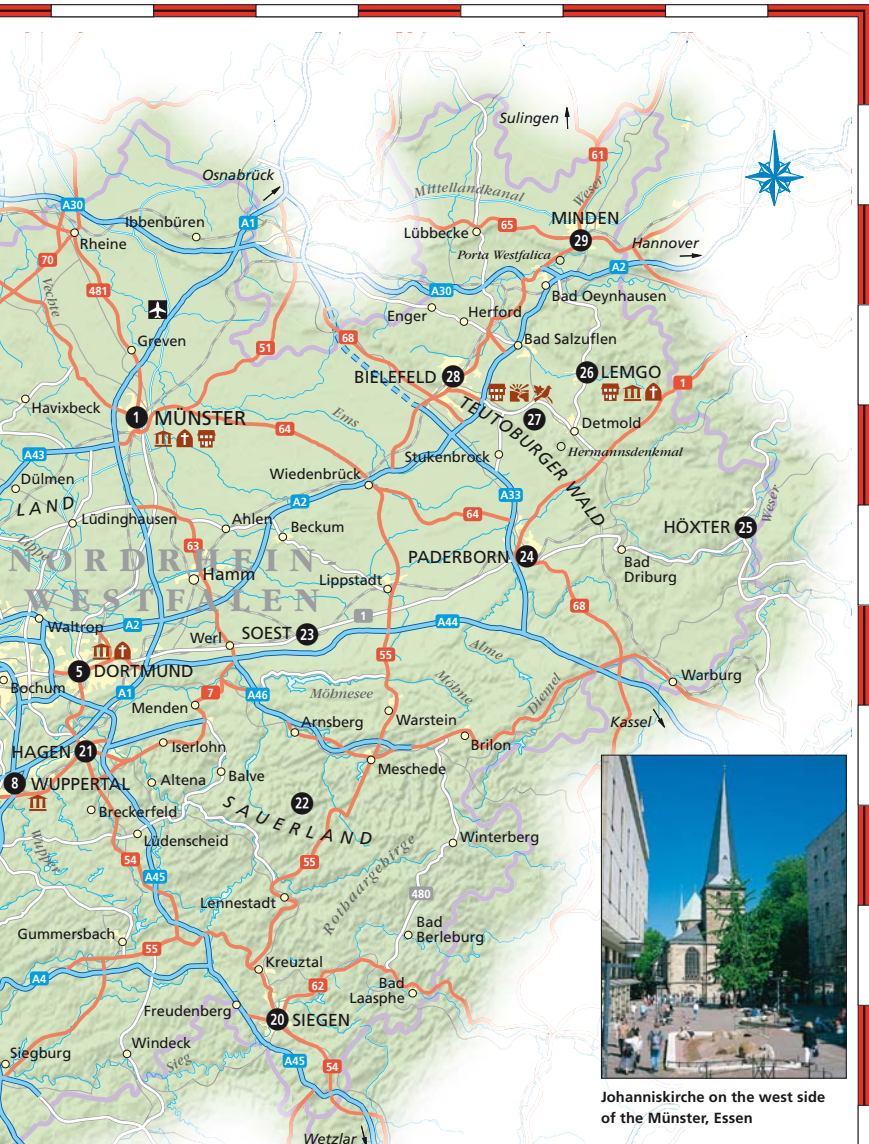 Sulingen
61
Osnabrück
Mittellandkanal
Weser
A30
Ibbenbüren
A1
Rheine
Lübbecke
65
MINDEN
29
Hannover
Porta Westfalica
A2
70
Vechte
481
A30
Bad Oeynhausen
Enger
Herford
Greven
51
68
Bad Salzuflen
BIELEFELD 28
26 LEMGO
1
Havixbeck
1 MÜNSTER
Ems
64
TEUTOBURGER WALD
27
Detmold
Hermannsdenkmal
A43
Stukenbrock
Dülmen
Wiedenbrück
A2
A33
LAND
Lüdinghausen
Ahlen
Beckum
64
HÖXTER 25
Weser
63
Lippe
NORDRHEIN-
WESTFALEN
PADERBORN 24
Hamm
Lippstadt
Bad
Driburg
68
Waltrop
A2
1
A44
Werl
SOEST 23
Alme
55
5 DORTMUND
Bochum
A1
7
A46
Möhnesee
Möhne
Diemel
Warburg
Menden
Arnsberg
Warstein
Kassel
HAGEN 21
Iserlohn
Brilon
8 WUPPERTAL
Altena
Balve
Meschede
22
SAUERLAND
Breckerfeld
Wupper
Lüdenscheid
Winterberg
54
55
A45
Rothaargebirge
Lennestadt
480
Gummersbach
55
Bad
Berleburg
Kreuztal
A4
62
Bad
Laasphe
Freudenberg
20 SIEGEN
Siegburg
Windeck
Sieg
A45
54
Wetzlar
Johanniskirche on the west side
of the Münster, Essen